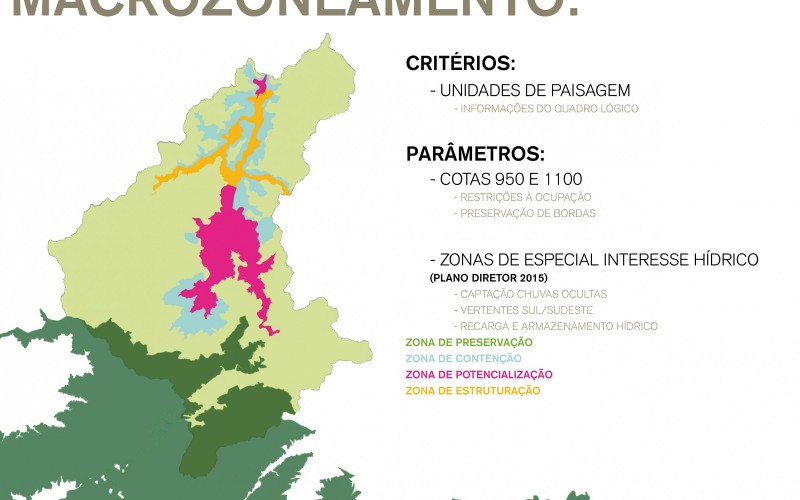 MACROZONEAMENTO:
CRITÉRIOS:
- UNIDADES DE PAISAGEM
- INFORMAÇÕES DO QUADRO LÓGICO
PARÂMETROS:
- COTAS 950 E 1100
- RESTRIÇÕES À OCUPAÇÃO
- PRESERVAÇÃO DE BORDAS
- ZONAS DE ESPECIAL INTERESSE HÍDRICO
(PLANO DIRETOR 2015)
- CAPTAÇÃO CHUVAS OCULTAS
- VERTENTES SUL/SUDESTE
- RECARGA E ARMAZENAMENTO HÍDRICO
ZONA DE PRESERVAÇÃO
ZONA DE CONTENÇÃO
ZONA DE POTENCIALIZAÇÃO
ZONA DE ESTRUTURAÇÃO